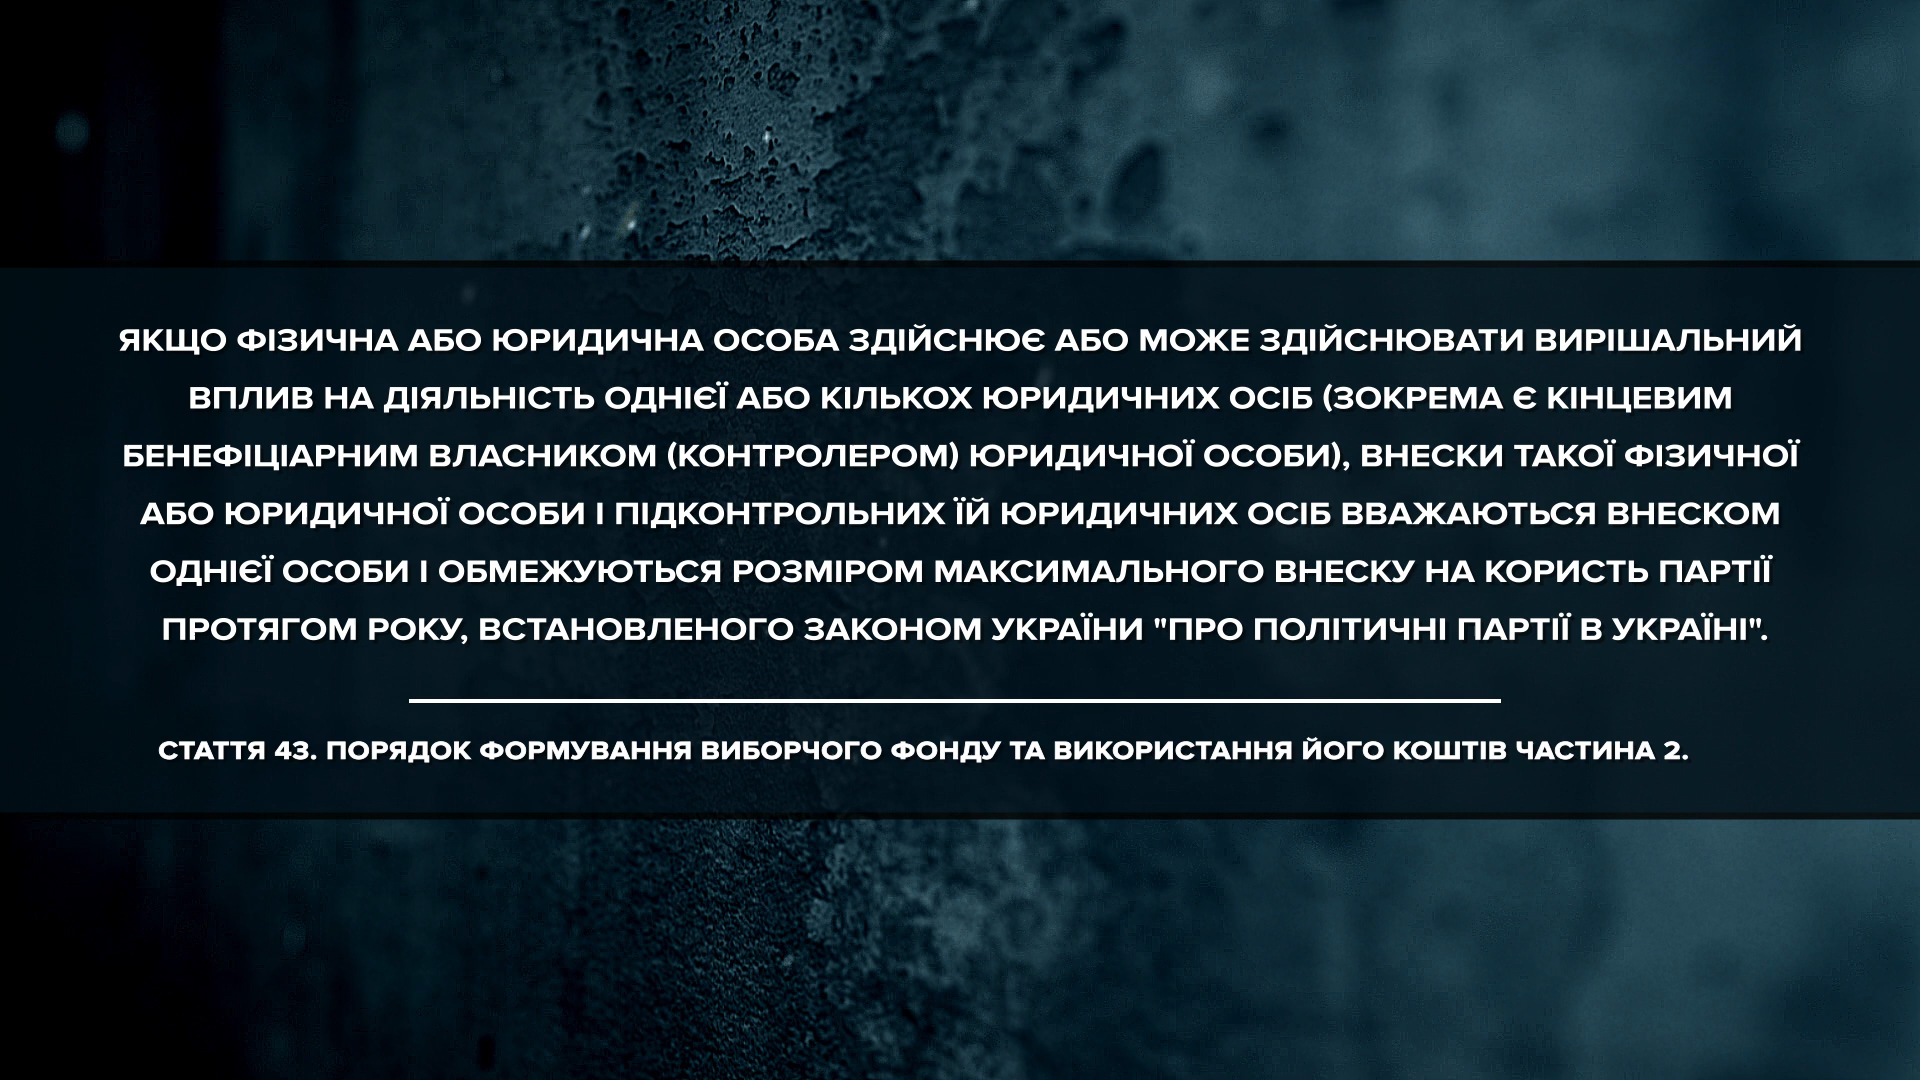 ЯКЩО ФІЗИЧНА АБО ЮРИДИЧНА ОСОБА ЗДІЙСНЮЄ АБО МОЖЕ ЗДІЙСНЮВАТИ ВИРІШАЛЬНИЙ
ВПЛИВ НА ДІЯЛЬНІСТЬ ОДНІЄЇ АБО КІЛЬКОХ ЮРИДИЧНИХ ОСІБ (ЗОКРЕМА Є КІНЦЕВИМ
БЕНЕФІЦІАРНИМ ВЛАСНИКОМ (КОНТРОЛЕРОМ) ЮРИДИЧНОЇ ОСОБИ), ВНЕСКИ ТАКОЇ ФІЗИЧНОЇ
АБО ЮРИДИЧНОЇ ОСОБИ І ПІДКОНТРОЛЬНИХ ЇЙ ЮРИДИЧНИХ ОСІБ ВВАЖАЮТЬСЯ ВНЕСКОМ
ОДНІЄЇ ОСОБИ І ОБМЕЖУЮТЬСЯ РОЗМІРОМ МАКСИМАЛЬНОГО ВНЕСКУ НА КОРИСТЬ ПАРТІЇ
ПРОТЯГОМ РОКУ, ВСТАНОВЛЕНОГО ЗАКОНОМ УКРАЇНИ "ПРО ПОЛІТИЧНІ ПАРТІЇ В УКРАЇНІ".
СТАТТЯ 43. ПОРЯДОК ФОРМУВАННЯ ВИБОРЧОГО ФОНДУ ТА ВИКОРИСТАННЯ ЙОГО КОШТІВ ЧАСТИНА 2.